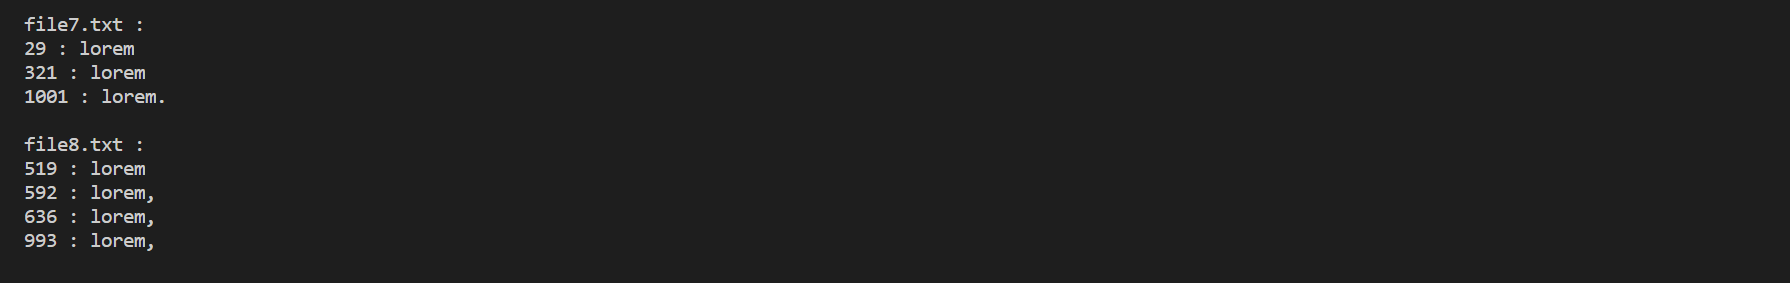 file7.txt :
29 : lorem
321 : lorem
1001 : lorem.
file8.txt :
519 : lorem
592 : lorem,
636 : lorem,
993 : lorem,